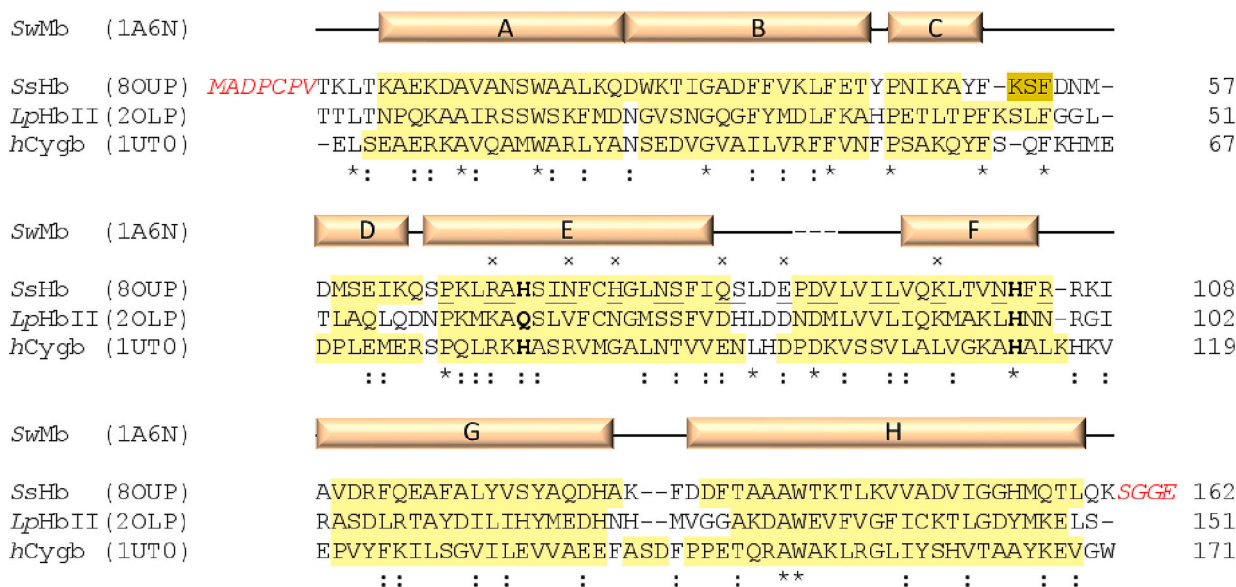 SwMb (1A6N) A B C
SsHb (8OUP) MADPCPVTKLTKAEKDAVANSWAALKQDWKTIGADFFVKLFETYPNIKAYF-KSFDNM- 57
LpHbII (2OLP) TTLTNPQKAAIRSSWSKFMDNGVSNGQGFYMDLFKAHPETLTPFKSLFGGL- 51
hCygb (1UT0) -ELSEAERKAVQAMWARLYANSEDVGVAILVRFFVNFPSAKQYFS-QFKHME 67
*: :: *: *: : * : :* * * *
SwMb (1A6N) D E --- F
× × × × × ×
SsHb (8OUP) DMSEIKQSPKLRAHSINFCHGLNSFIQSLDEPDVLVILVQKLTVNHFR-RKI 108
LpHbII (2OLP) TLAQLQDNPKMKAQSLVFCNGMSSFVDHLDDNDMLVVLIQKMAKLHNN-RGI 102
hCygb (1UT0) DPLEMERSPQLRKHASRVMGALNTVVENLHDPDKVSSVLALVGKAHALKHKV 119
:: *::: :: : : : :: * : * : :: : * : :
SwMb (1A6N) G H
SsHb (8OUP) AVDRFQEAFALYVSYAQDHAK--FDDFTAAAWTKTLKVVADVIGGHMQTLQKSGGE 162
LpHbII (2OLP) RASDLRTAYDILIHYMEDHNH--MVGGAKDAWEVFVGFICKTLGDYMKELS- 151
hCygb (1UT0) EPVYFKILSGVILEVVAEEFASDFPPETQRAWAKLRGLIYSHVTAAYKEVGW 171
:: :: : : : : ** : : : :